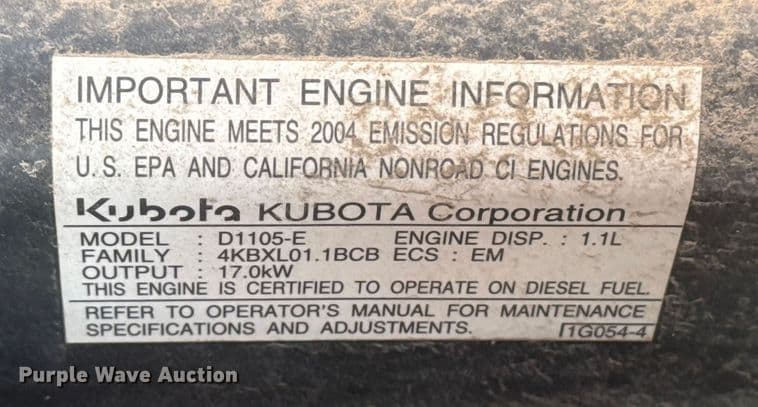 IMPORTANT ENGINE INFORMATION
THIS ENGINE MEETS 2004 EMISSION REGULATIONS FOR
U.S. EPA AND CALIFORNIA NONROAD CI ENGINES.
Kubota KUBOTA Corporation
MODEL : D1105-E ENGINE DISP. : 1.1L
FAMILY : 4KBXL01.1BCB ECS : EM
OUTPUT : 17.0kW
THIS ENGINE IS CERTIFIED TO OPERATE ON DIESEL FUEL.
REFER TO OPERATOR'S MANUAL FOR MAINTENANCE
SPECIFICATIONS AND ADJUSTMENTS. 1G054-4
Purple Wave Auction